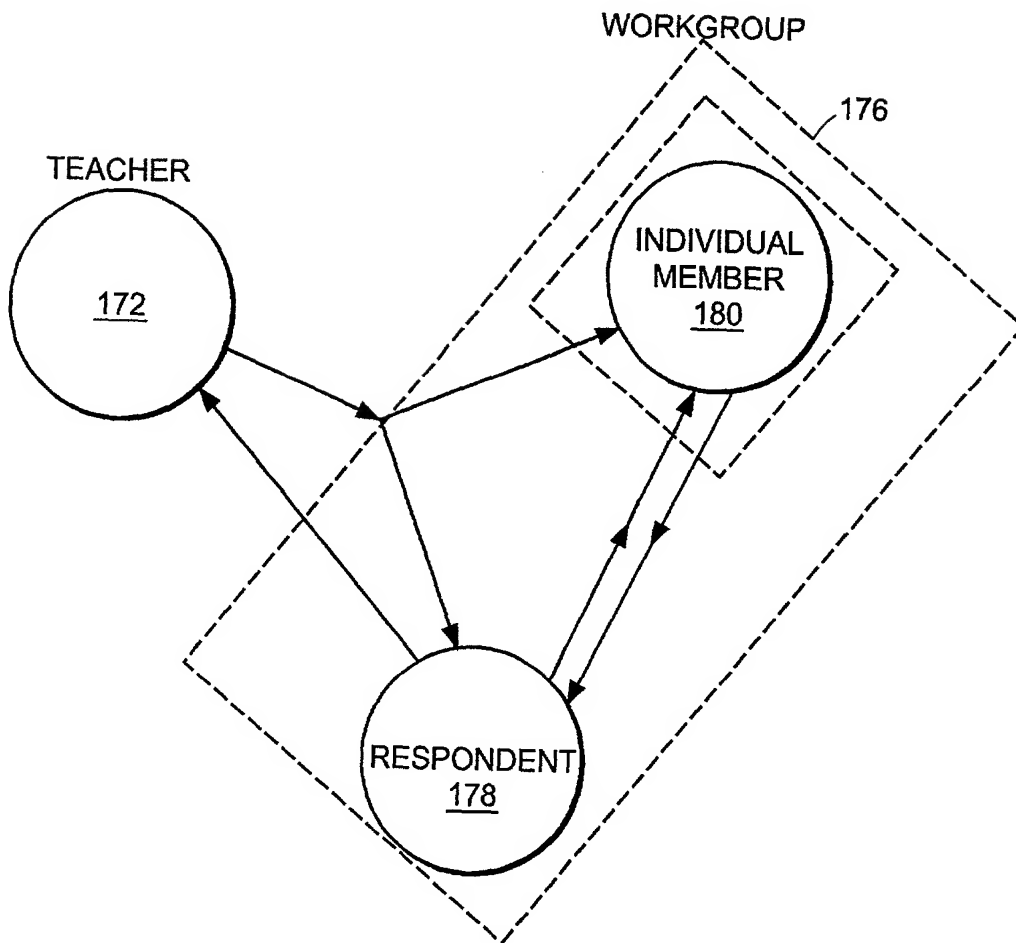 WORKGROUP
176
TEACHER
172
INDIVIDUAL
MEMBER
180
RESPONDENT
178